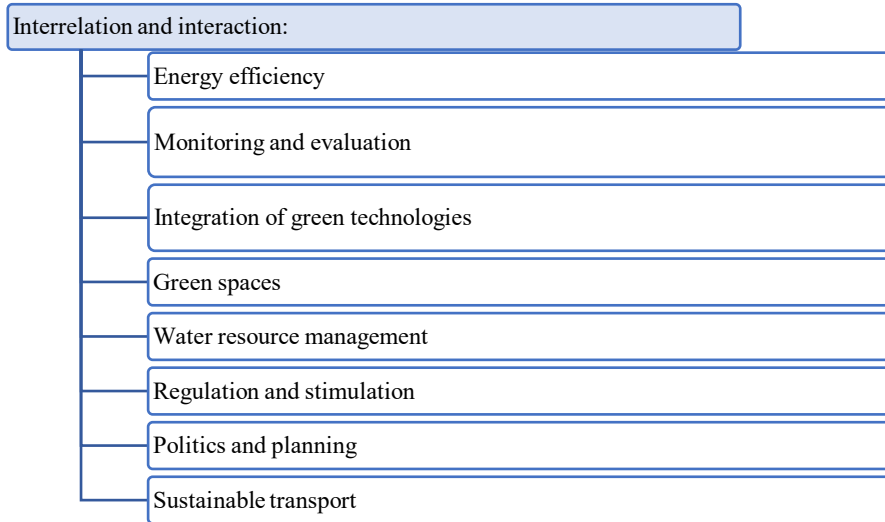 Interrelation and interaction:
Energy efficiency
Monitoring and evaluation
Integration of green technologies
Green spaces
Water resource management
Regulation and stimulation
Politics and planning
Sustainable transport